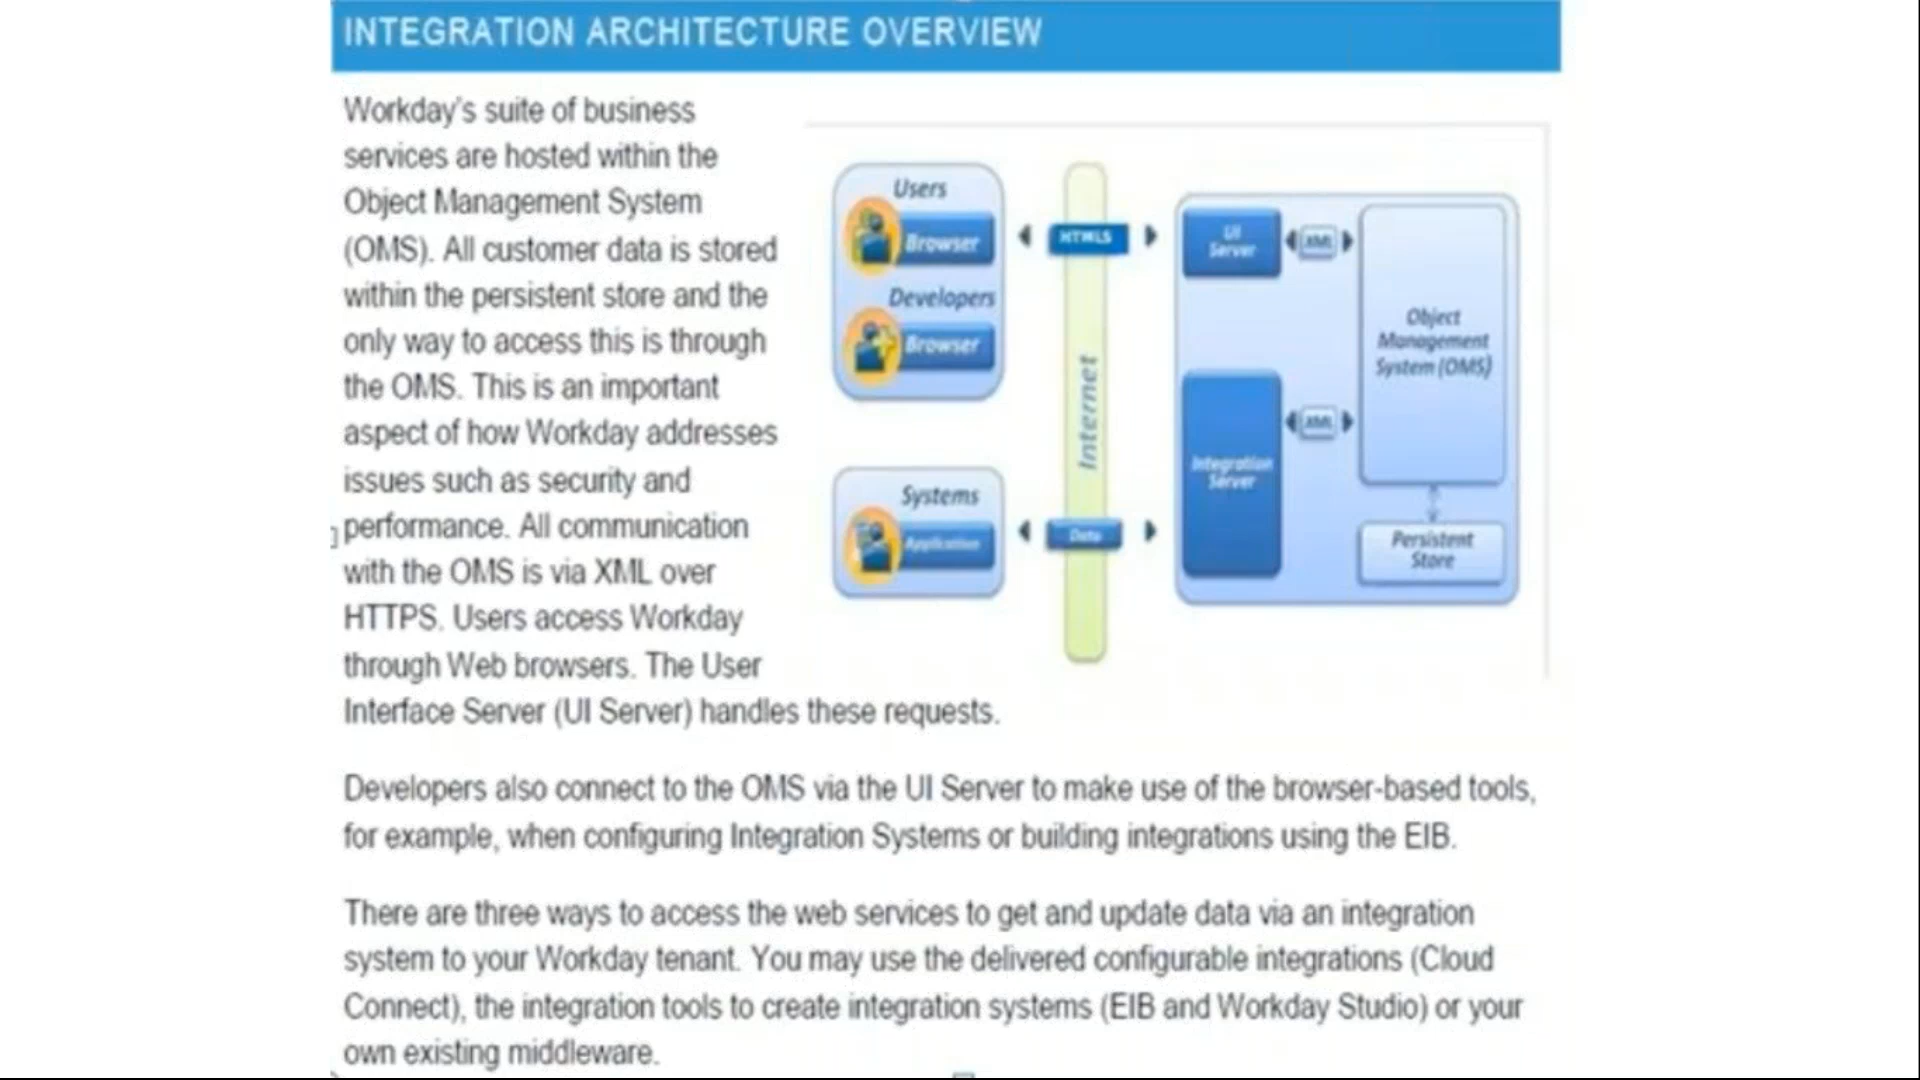 INTEGRATION ARCHITECTURE OVERVIEW
Workday's suite of business
services are hosted within the
Object Management System
(OMS). All customer data is stored
within the persistent store and the
only way to access this is through
the OMS. This is an important
aspect of how Workday addresses
issues such as security and
performance. All communication
with the OMS is via XML over
HTTPS. Users access Workday
through Web browsers. The User
Interface Server (UI Server) handles these requests.
Users
Browser
Developers
Browser
Systems
Application
HTML5
Internet
Data
UI
Server
XML
Integration
Server
XML
Object
Management
System (OMS)
Persistent
Store
Developers also connect to the OMS via the UI Server to make use of the browser-based tools,
for example, when configuring Integration Systems or building integrations using the EIB.
There are three ways to access the web services to get and update data via an integration
system to your Workday tenant. You may use the delivered configurable integrations (Cloud
Connect), the integration tools to create integration systems (EIB and Workday Studio) or your
own existing middleware.